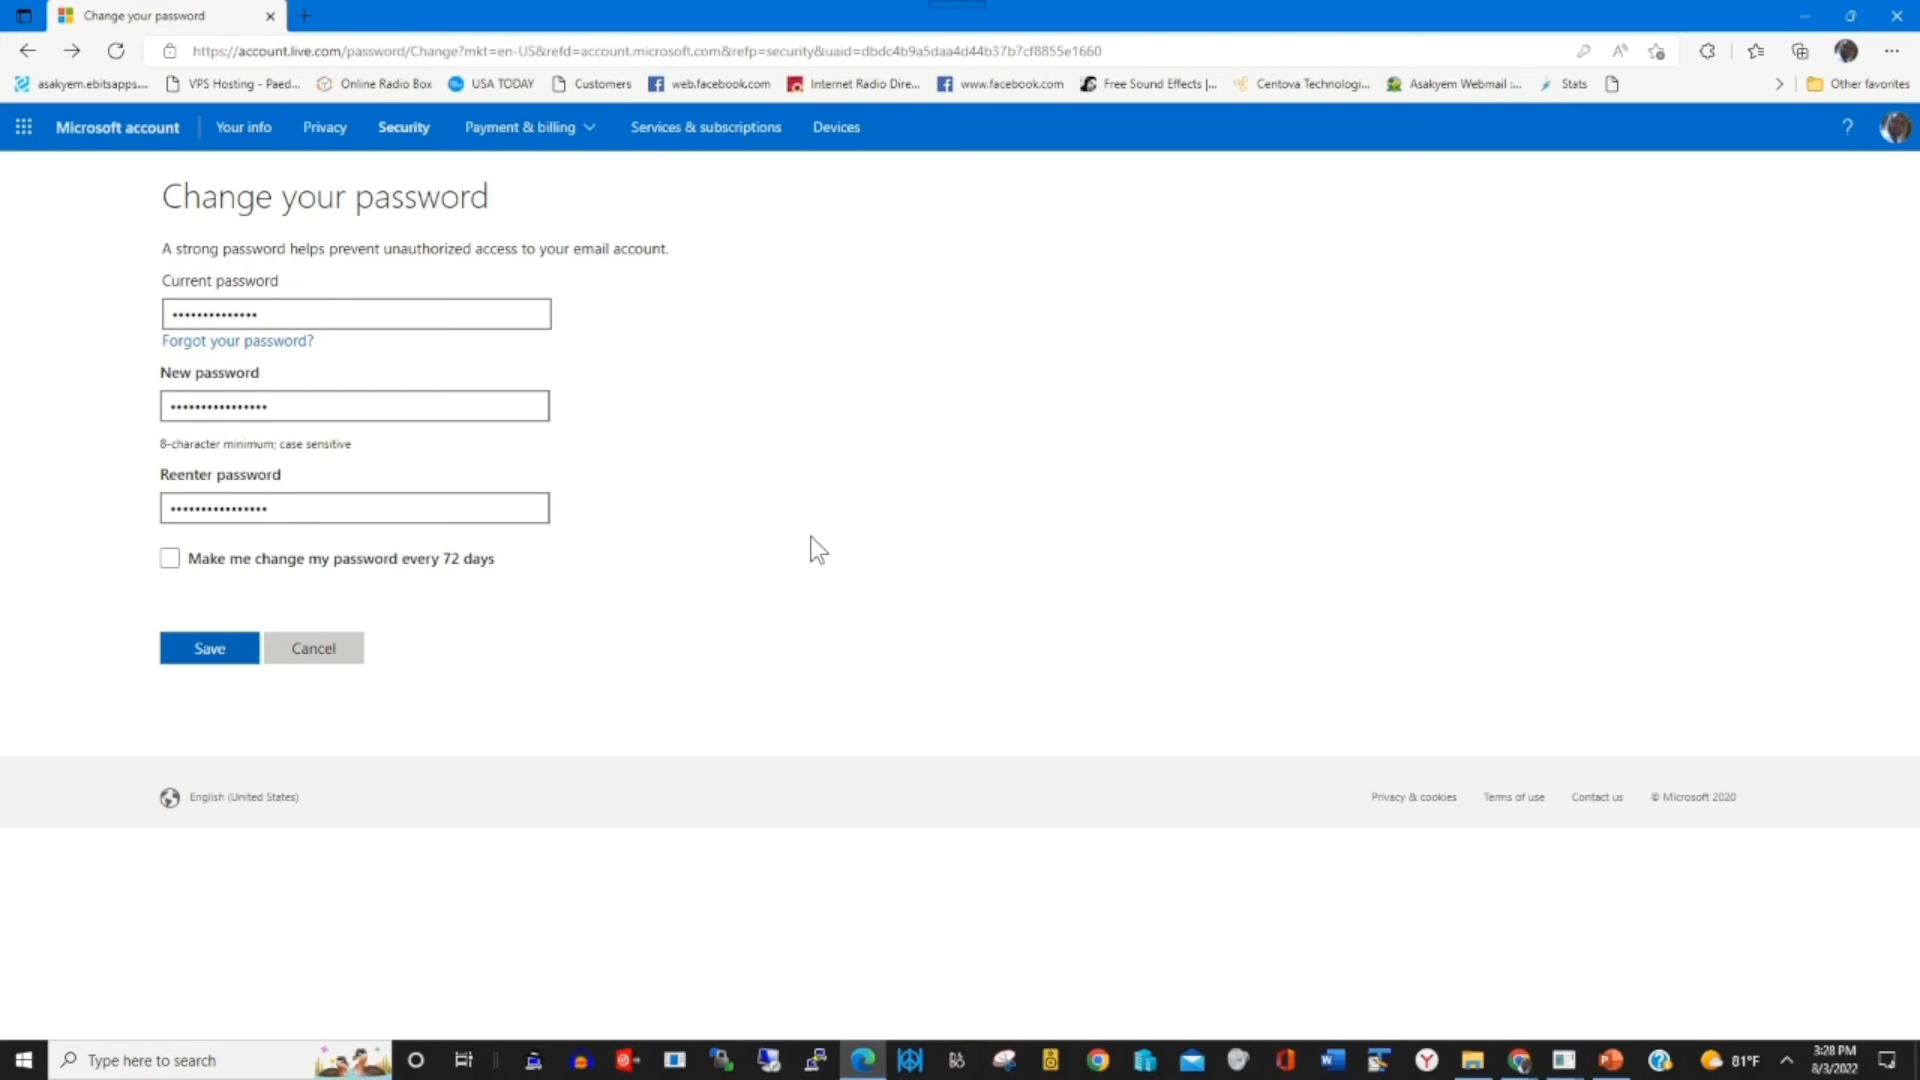 Change your password
https://account.live.com/password/Change?mkt=en-US&refd=account.microsoft.com&refp=security&uaid=dbdc4b9a5daa4d44b37b7cf8855e1660
asakyem.ebitsapps... VPS Hosting - Paed... Online Radio Box USA TODAY Customers web.facebook.com Internet Radio Dire... www.facebook.com Free Sound Effects |... Centova Technologi... Asakyem Webmail :... Stats Other favorites
Microsoft account Your info Privacy Security Payment & billing Services & subscriptions Devices ?
Change your password
A strong password helps prevent unauthorized access to your email account.
Current password
••••••••••••••
Forgot your password?
New password
••••••••••••••••
8-character minimum; case sensitive
Reenter password
••••••••••••••••
Make me change my password every 72 days
Save Cancel
English (United States) Privacy & cookies Terms of use Contact us © Microsoft 2020
Type here to search 81°F 3:28 PM
8/3/2022